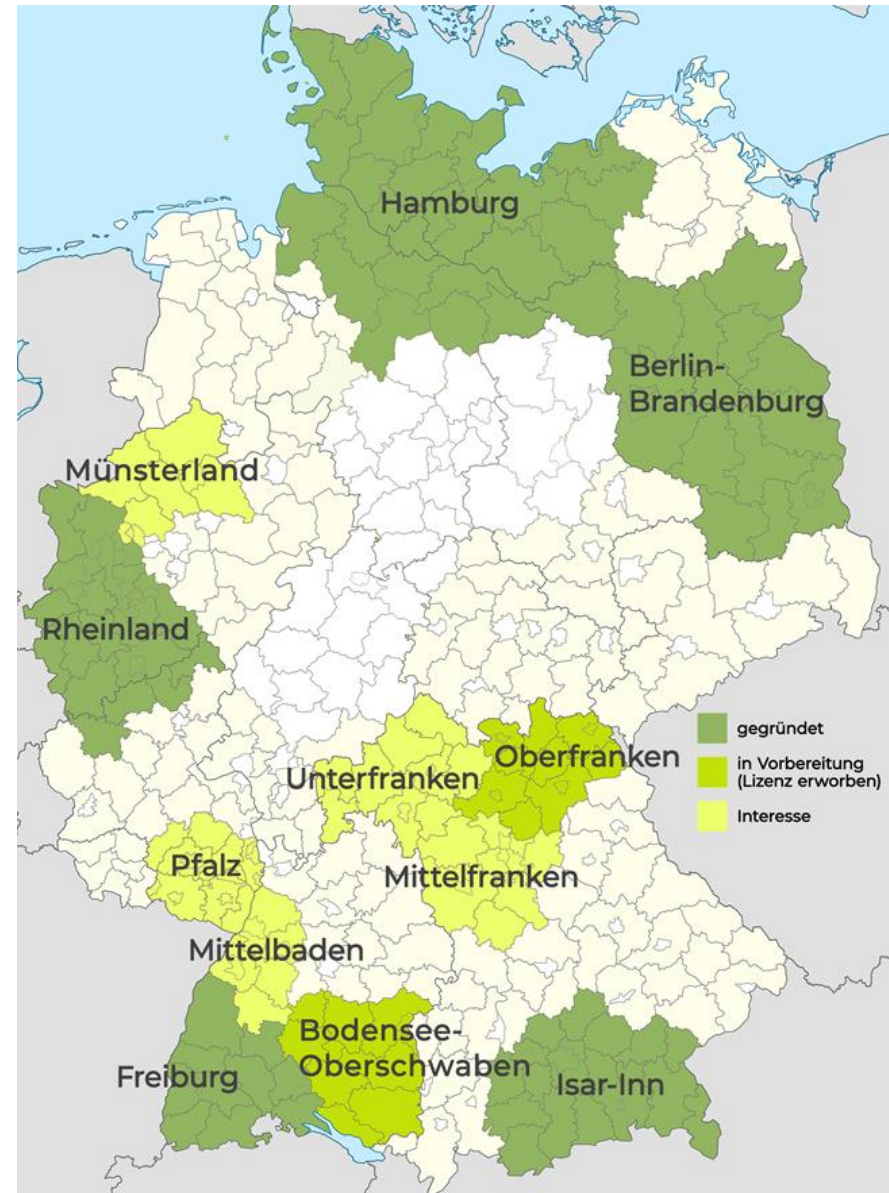 Hamburg
Berlin-
Brandenburg
Münsterland
Rheinland
gegründet
Oberfranken
in Vorbereitung
(Lizenz erworben)
Unterfranken
Interesse
Pfalz
Mittelfranken
Mittelbaden
Bodensee-
Oberschwaben
Freiburg
Isar-Inn